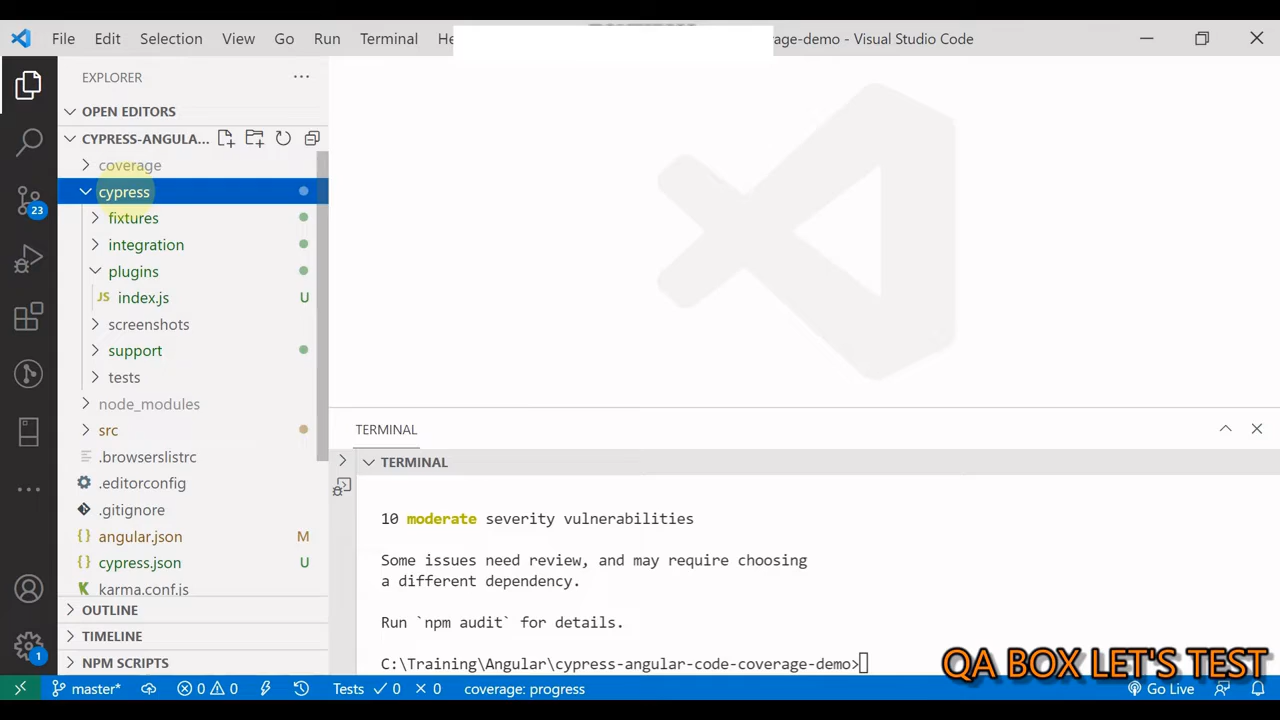 File Edit Selection View Go Run Terminal He age-demo - Visual Studio Code
EXPLORER
OPEN EDITORS
CYPRESS-ANGULA...
coverage
cypress
fixtures
integration
plugins
JS index.js U
screenshots
support
tests
node_modules
src
.browserslistrc
.editorconfig
.gitignore
{} angular.json M
{} cypress.json U
karma.conf.js
OUTLINE
TIMELINE
NPM SCRIPTS
23
1
TERMINAL
TERMINAL
10 moderate severity vulnerabilities
Some issues need review, and may require choosing
a different dependency.
Run `npm audit` for details.
C:\Training\Angular\cypress-angular-code-coverage-demo>
QA BOX LET'S TEST
master* 0 0 Tests 0 0 coverage: progress Go Live